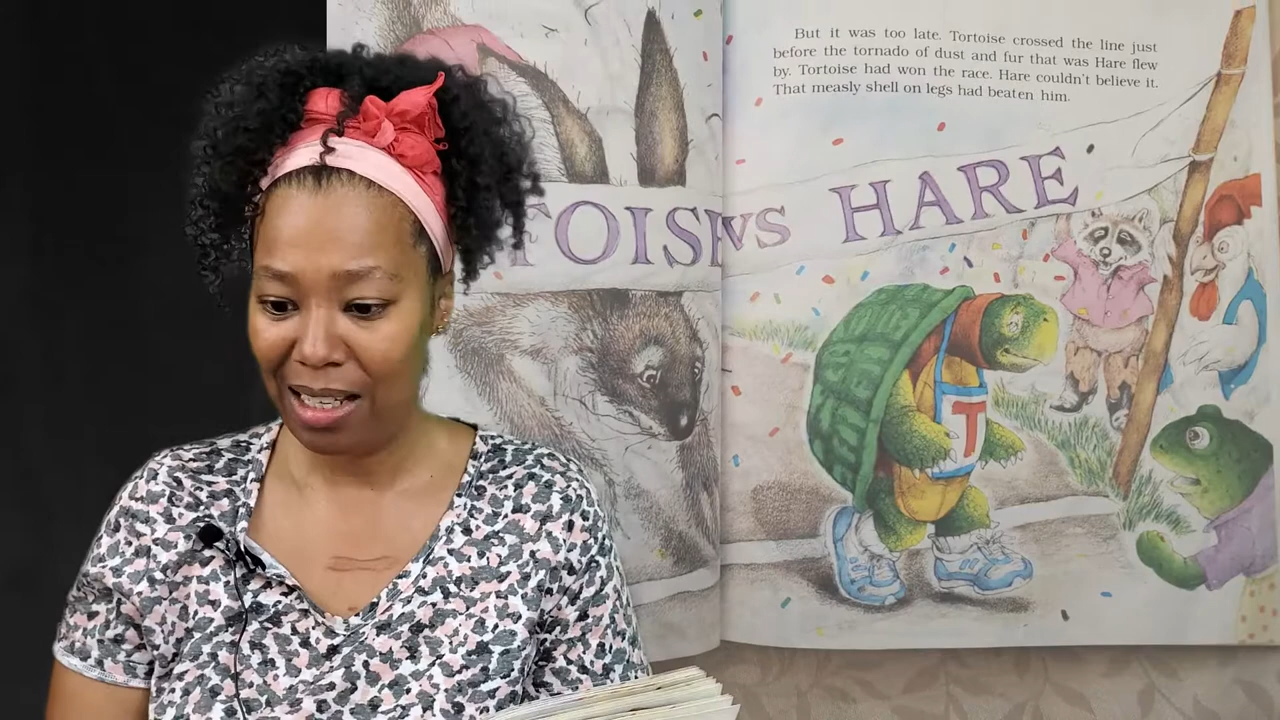 But it was too late. Tortoise crossed the line just
before the tornado of dust and fur that was Hare flew
by. Tortoise had won the race. Hare couldn't believe it.
That measly shell on legs had beaten him.
TOISE VS HARE
T